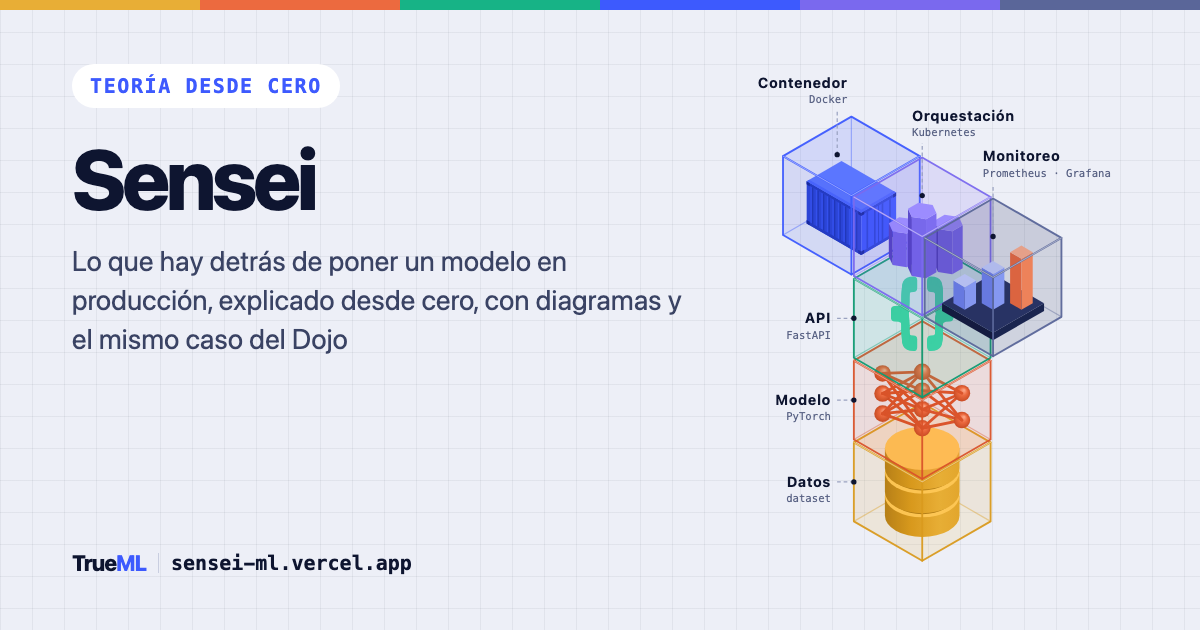 TEORÍA DESDE CERO
Sensei
Lo que hay detrás de poner un modelo en
producción, explicado desde cero, con diagramas y
el mismo caso del Dojo
TrueML
sensei-ml.vercel.app
Contenedor
Docker
Orquestación
Kubernetes
Monitoreo
Prometheus · Grafana
API
FastAPI
Modelo
PyTorch
Datos
dataset